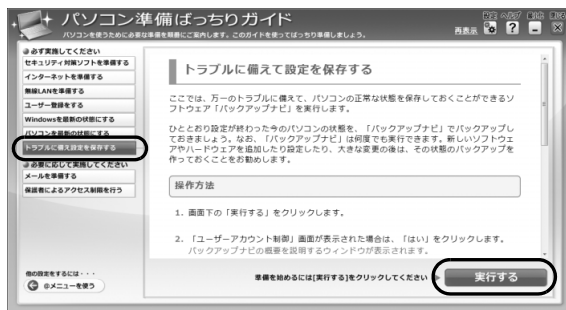 パソコン準備ばっちりガイド
パソコンを使うために必要な準備を順番にご案内します。このガイドを使ってばっちり準備しましょう。
再表示
設定 ヘルプ 最小化 閉じる
?
必ず実施してください
セキュリティ対策ソフトを準備する
インターネットを準備する
無線LANを準備する
ユーザー登録をする
Windowsを最新の状態にする
パソコンを最新の状態にする
トラブルに備え設定を保存する
必要に応じて実施してください
メールを準備する
保護者によるアクセス制限を行う
他の設定をするには・・・
@メニューを使う
トラブルに備えて設定を保存する
ここでは、万一のトラブルに備えて、パソコンの正常な状態を保存しておくことができるソ
フトウェア「バックアップナビ」を実行します。
ひととおり設定が終わった今のパソコンの状態を、「バックアップナビ」でバックアップし
ておきましょう。なお、「バックアップナビ」は何度でも実行できます。新しいソフトウェ
アやハードウェアを追加したり設定したり、大きな変更の後は、その状態のバックアップを
作っておくことをお勧めします。
操作方法
1. 画面下の「実行する」をクリックします。
2. 「ユーザーアカウント制御」画面が表示された場合は、「はい」をクリックします。
バックアップナビの概要を説明するウィンドウが表示されます。
準備を始めるには[実行する]をクリックしてください
実行する